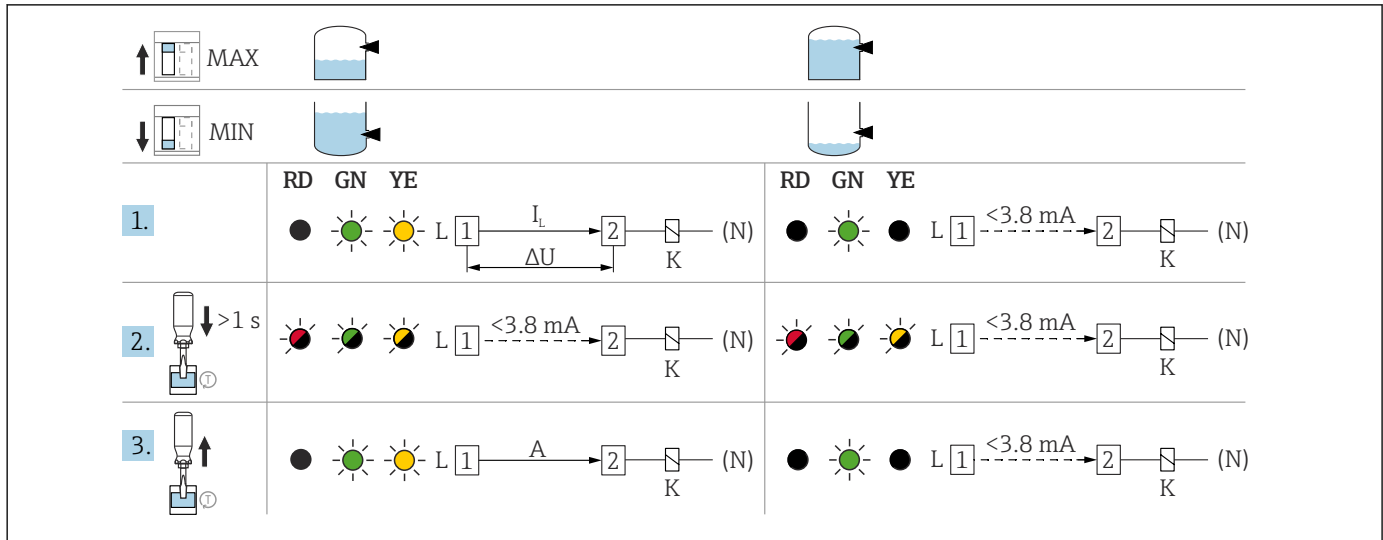 MAX
MIN
RD GN YE RD GN YE
1. L 1 I_L 2 (N) L 1 <3.8 mA 2 (N)
ΔU K K
2. >1 s L 1 <3.8 mA 2 (N) L 1 <3.8 mA 2 (N)
T K K
3. L 1 A 2 (N) L 1 <3.8 mA 2 (N)
T K K